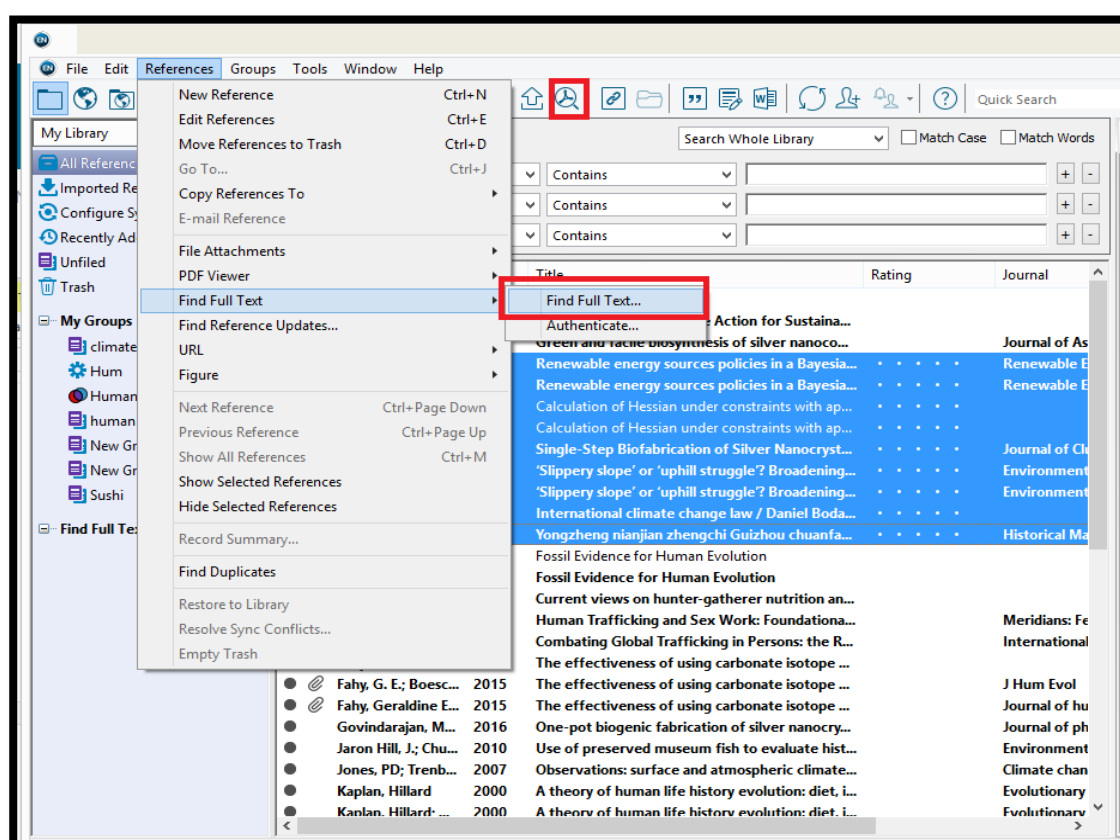 EN
EN File Edit References Groups Tools Window Help
Quick Search
My Library
Search Whole Library
Match Case
Match Words
All Referenc
Imported Re
Configure Sy
Recently Ad
Unfiled
Trash
My Groups
climate
Hum
Human
human
New Gr
New Gr
Sushi
Find Full Te
New Reference Ctrl+N
Edit References Ctrl+E
Move References to Trash Ctrl+D
Go To... Ctrl+J
Copy References To
E-mail Reference
File Attachments
PDF Viewer
Find Full Text
Find Reference Updates...
URL
Figure
Next Reference Ctrl+Page Down
Previous Reference Ctrl+Page Up
Show All References Ctrl+M
Show Selected References
Hide Selected References
Record Summary...
Find Duplicates
Restore to Library
Resolve Sync Conflicts...
Empty Trash
Find Full Text...
Authenticate...
Contains + -
Contains + -
Contains + -
Title Rating Journal
Action for Sustaina...
Green and facile biosynthesis of silver nanoco... Journal of As
Renewable energy sources policies in a Bayesia... Renewable E
Renewable energy sources policies in a Bayesia... Renewable E
Calculation of Hessian under constraints with ap...
Calculation of Hessian under constraints with ap...
Single-Step Biofabrication of Silver Nanocryst... Journal of Cl
‘Slippery slope’ or ‘uphill struggle’? Broadening... Environment
‘Slippery slope’ or ‘uphill struggle’? Broadening... Environment
International climate change law / Daniel Boda...
Yongzheng nianjian zhengchi Guizhou chuanfa... Historical Ma
Fossil Evidence for Human Evolution
Fossil Evidence for Human Evolution
Current views on hunter-gatherer nutrition an...
Human Trafficking and Sex Work: Foundationa... Meridians: Fe
Combating Global Trafficking in Persons: the R... International
The effectiveness of using carbonate isotope ...
Fahy, G. E.; Boesc... 2015 The effectiveness of using carbonate isotope ... J Hum Evol
Fahy, Geraldine E... 2015 The effectiveness of using carbonate isotope ... Journal of hu
Govindarajan, M... 2016 One-pot biogenic fabrication of silver nanocry... Journal of ph
Jaron Hill, J.; Chu... 2010 Use of preserved museum fish to evaluate hist... Environment
Jones, PD; Trenb... 2007 Observations: surface and atmospheric climate... Climate chan
Kaplan, Hillard 2000 A theory of human life history evolution: diet, i... Evolutionary
Kaplan, Hillard; ... 2000 A theory of human life history evolution: diet, i... Evolutionary